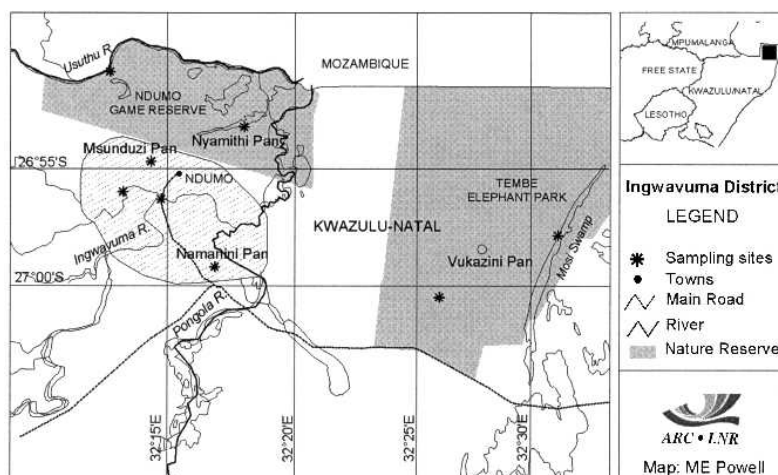 Usuthu R.
MOZAMBIQUE
NDUMO
GAME RESERVE
Nyamithi Pan
Msunduzi Pan
26°55'S
NDUMO
TEMBE
ELEPHANT PARK
KWAZULU-NATAL
Ingwavuma R.
Namanini Pan
Vukazini Pan
Mosi Swamp
27°00'S
Pongola R.
32°15'E
32°20'E
32°25'E
32°30'E
MPUMALANGA
FREE STATE
KWAZULU/NATAL
LESOTHO
Ingwavuma District
LEGEND
Sampling sites
Towns
Main Road
River
Nature Reserve
ARC • LNR
Map: ME Powell